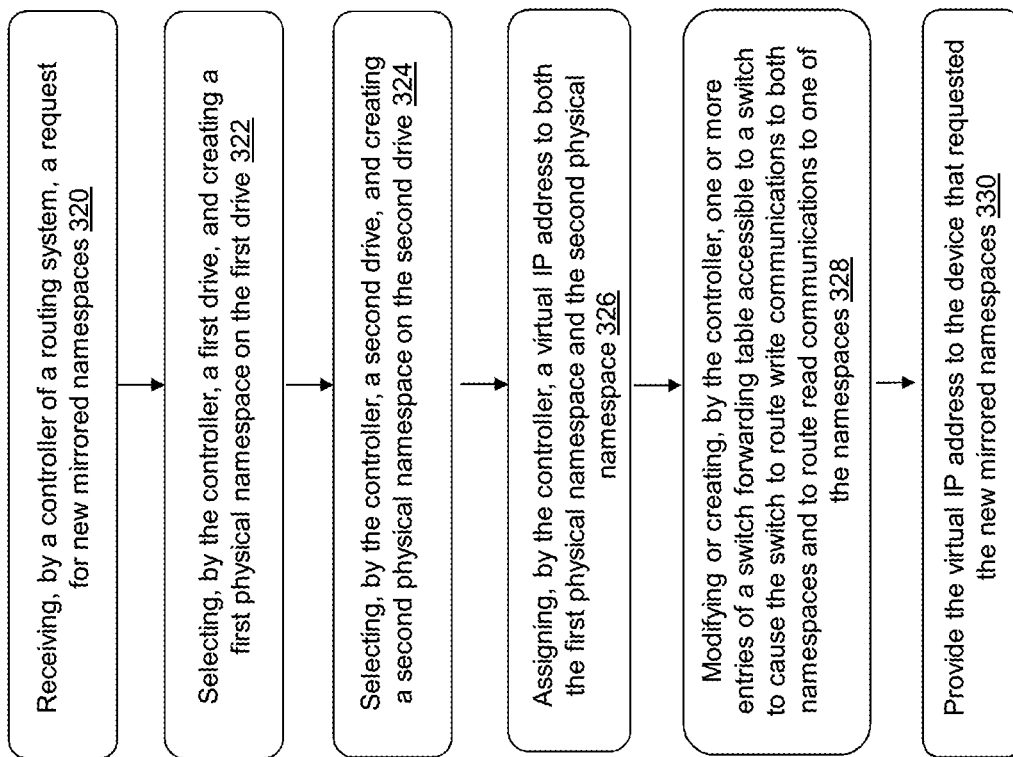 Receiving, by a controller of a routing system, a request
for new mirrored namespaces 320
Selecting, by the controller, a first drive, and creating a
first physical namespace on the first drive 322
Selecting, by the controller, a second drive, and creating
a second physical namespace on the second drive 324
Assigning, by the controller, a virtual IP address to both
the first physical namespace and the second physical
namespace 326
Modifying or creating, by the controller, one or more
entries of a switch forwarding table accessible to a switch
to cause the switch to route write communications to both
namespaces and to route read communications to one of
the namespaces 328
Provide the virtual IP address to the device that requested
the new mirrored namespaces 330